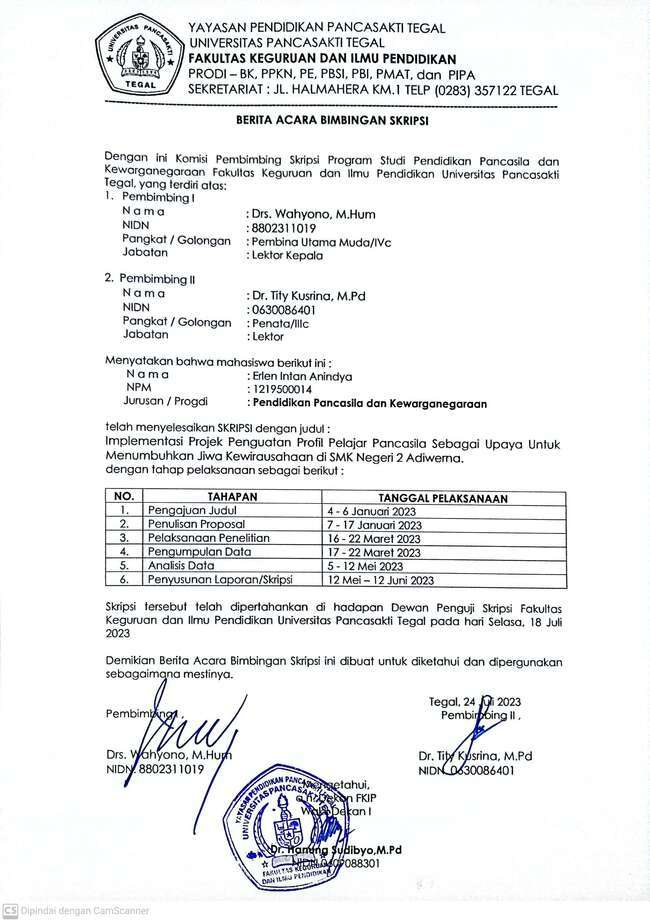 UNIVERSITAS PANCASAKTI
TEGAL
YAYASAN PENDIDIKAN PANCASAKTI TEGAL
UNIVERSITAS PANCASAKTI TEGAL
FAKULTAS KEGURUAN DAN ILMU PENDIDIKAN
PRODI – BK, PPKN, PE, PBSI, PBI, PMAT, dan PIPA
SEKRETARIAT : JL. HALMAHERA KM.1 TELP (0283) 357122 TEGAL
BERITA ACARA BIMBINGAN SKRIPSI
Dengan ini Komisi Pembimbing Skripsi Program Studi Pendidikan Pancasila dan
Kewarganegaraan Fakultas Keguruan dan Ilmu Pendidikan Universitas Pancasakti
Tegal, yang terdiri atas:
1. Pembimbing I
N a m a : Drs. Wahyono, M.Hum
NIDN : 8802311019
Pangkat / Golongan : Pembina Utama Muda/IVc
Jabatan : Lektor Kepala
2. Pembimbing II
N a m a : Dr. Tity Kusrina, M.Pd
NIDN : 0630086401
Pangkat / Golongan : Penata/IIIc
Jabatan : Lektor
Menyatakan bahwa mahasiswa berikut ini :
N a m a : Erlen Intan Anindya
NPM : 1219500014
Jurusan / Progdi : Pendidikan Pancasila dan Kewarganegaraan
telah menyelesaikan SKRIPSI dengan judul :
Implementasi Projek Penguatan Profil Pelajar Pancasila Sebagai Upaya Untuk
Menumbuhkan Jiwa Kewirausahaan di SMK Negeri 2 Adiwerna.
dengan tahap pelaksanaan sebagai berikut :
NO. TAHAPAN TANGGAL PELAKSANAAN
1. Pengajuan Judul 4 - 6 Januari 2023
2. Penulisan Proposal 7 - 17 Januari 2023
3. Pelaksanaan Penelitian 16 - 22 Maret 2023
4. Pengumpulan Data 17 - 22 Maret 2023
5. Analisis Data 5 - 12 Mei 2023
6. Penyusunan Laporan/Skripsi 12 Mei – 12 Juni 2023
Skripsi tersebut telah dipertahankan di hadapan Dewan Penguji Skripsi Fakultas
Keguruan dan Ilmu Pendidikan Universitas Pancasakti Tegal pada hari Selasa, 18 Juli
2023
Demikian Berita Acara Bimbingan Skripsi ini dibuat untuk diketahui dan dipergunakan
sebagaimana mestinya.
Tegal, 24 Juli 2023
Pembimbing I, Pembimbing II ,
Drs. Wahyono, M.Hum Dr. Tity Kusrina, M.Pd
NIDN. 8802311019 NIDN. 0630086401
Mengetahui,
a.n Dekan FKIP
Wakil Dekan I
YAYASAN PENDIDIKAN PANCASAKTI TEGAL
UNIVERSITAS PANCASAKTI TEGAL
Dr. Hanung Sudibyo,M.Pd
NIDN. 0609088301
FAKULTAS KEGURUAN
DAN ILMU PENDIDIKAN
CS Dipindai dengan CamScanner